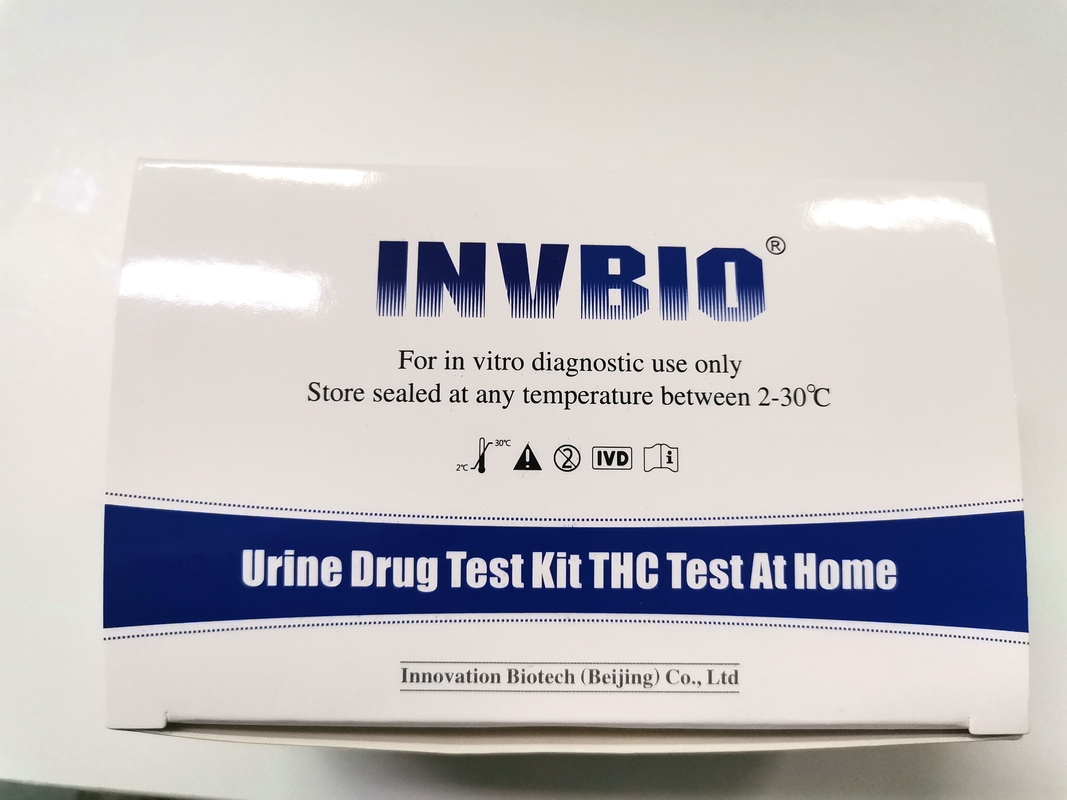 INVBIO®
For in vitro diagnostic use only
Store sealed at any temperature between 2-30℃
2℃ 30℃ 2 IVD i
Urine Drug Test Kit THC Test At Home
Innovation Biotech (Beijing) Co., Ltd